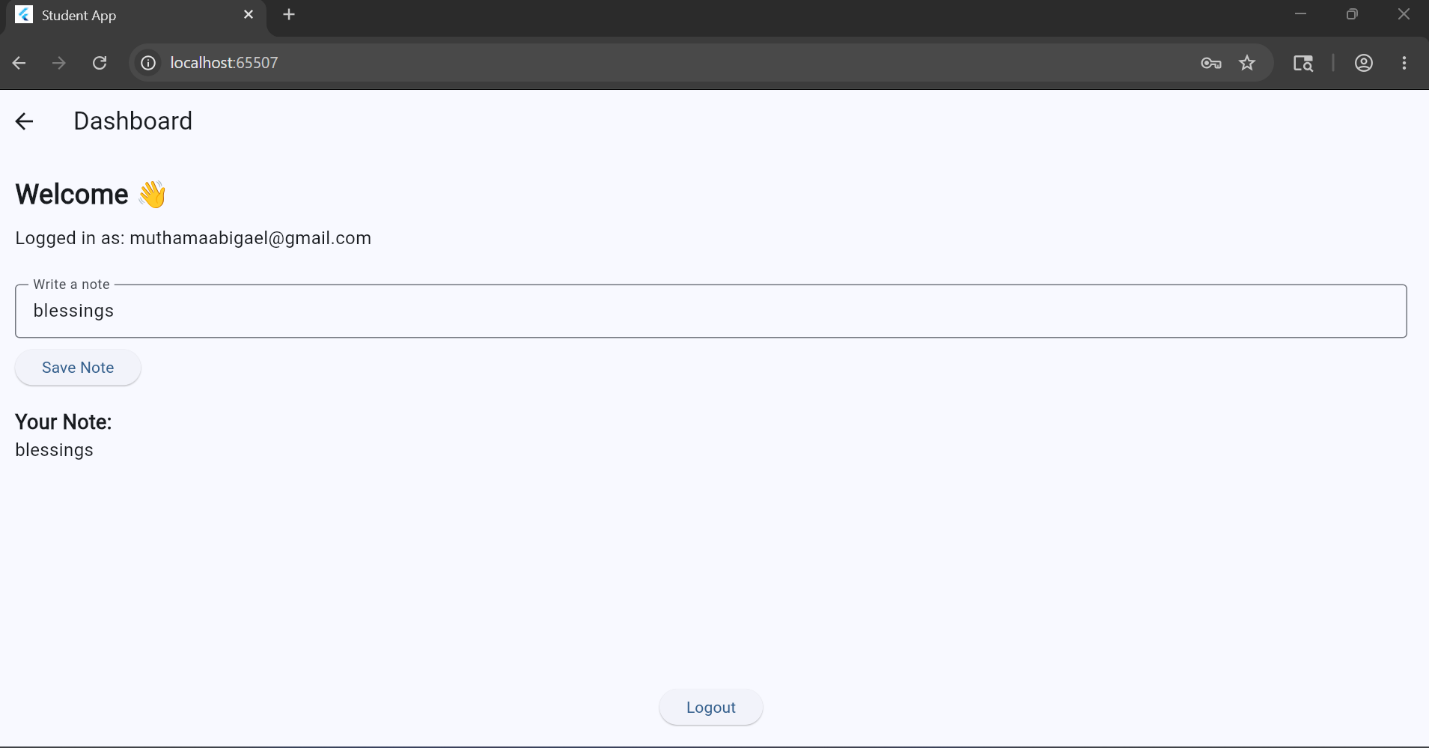 Student App
localhost:65507
Dashboard
Welcome 👋
Logged in as: muthamaabigael@gmail.com
Write a note
blessings
Save Note
Your Note:
blessings
Logout